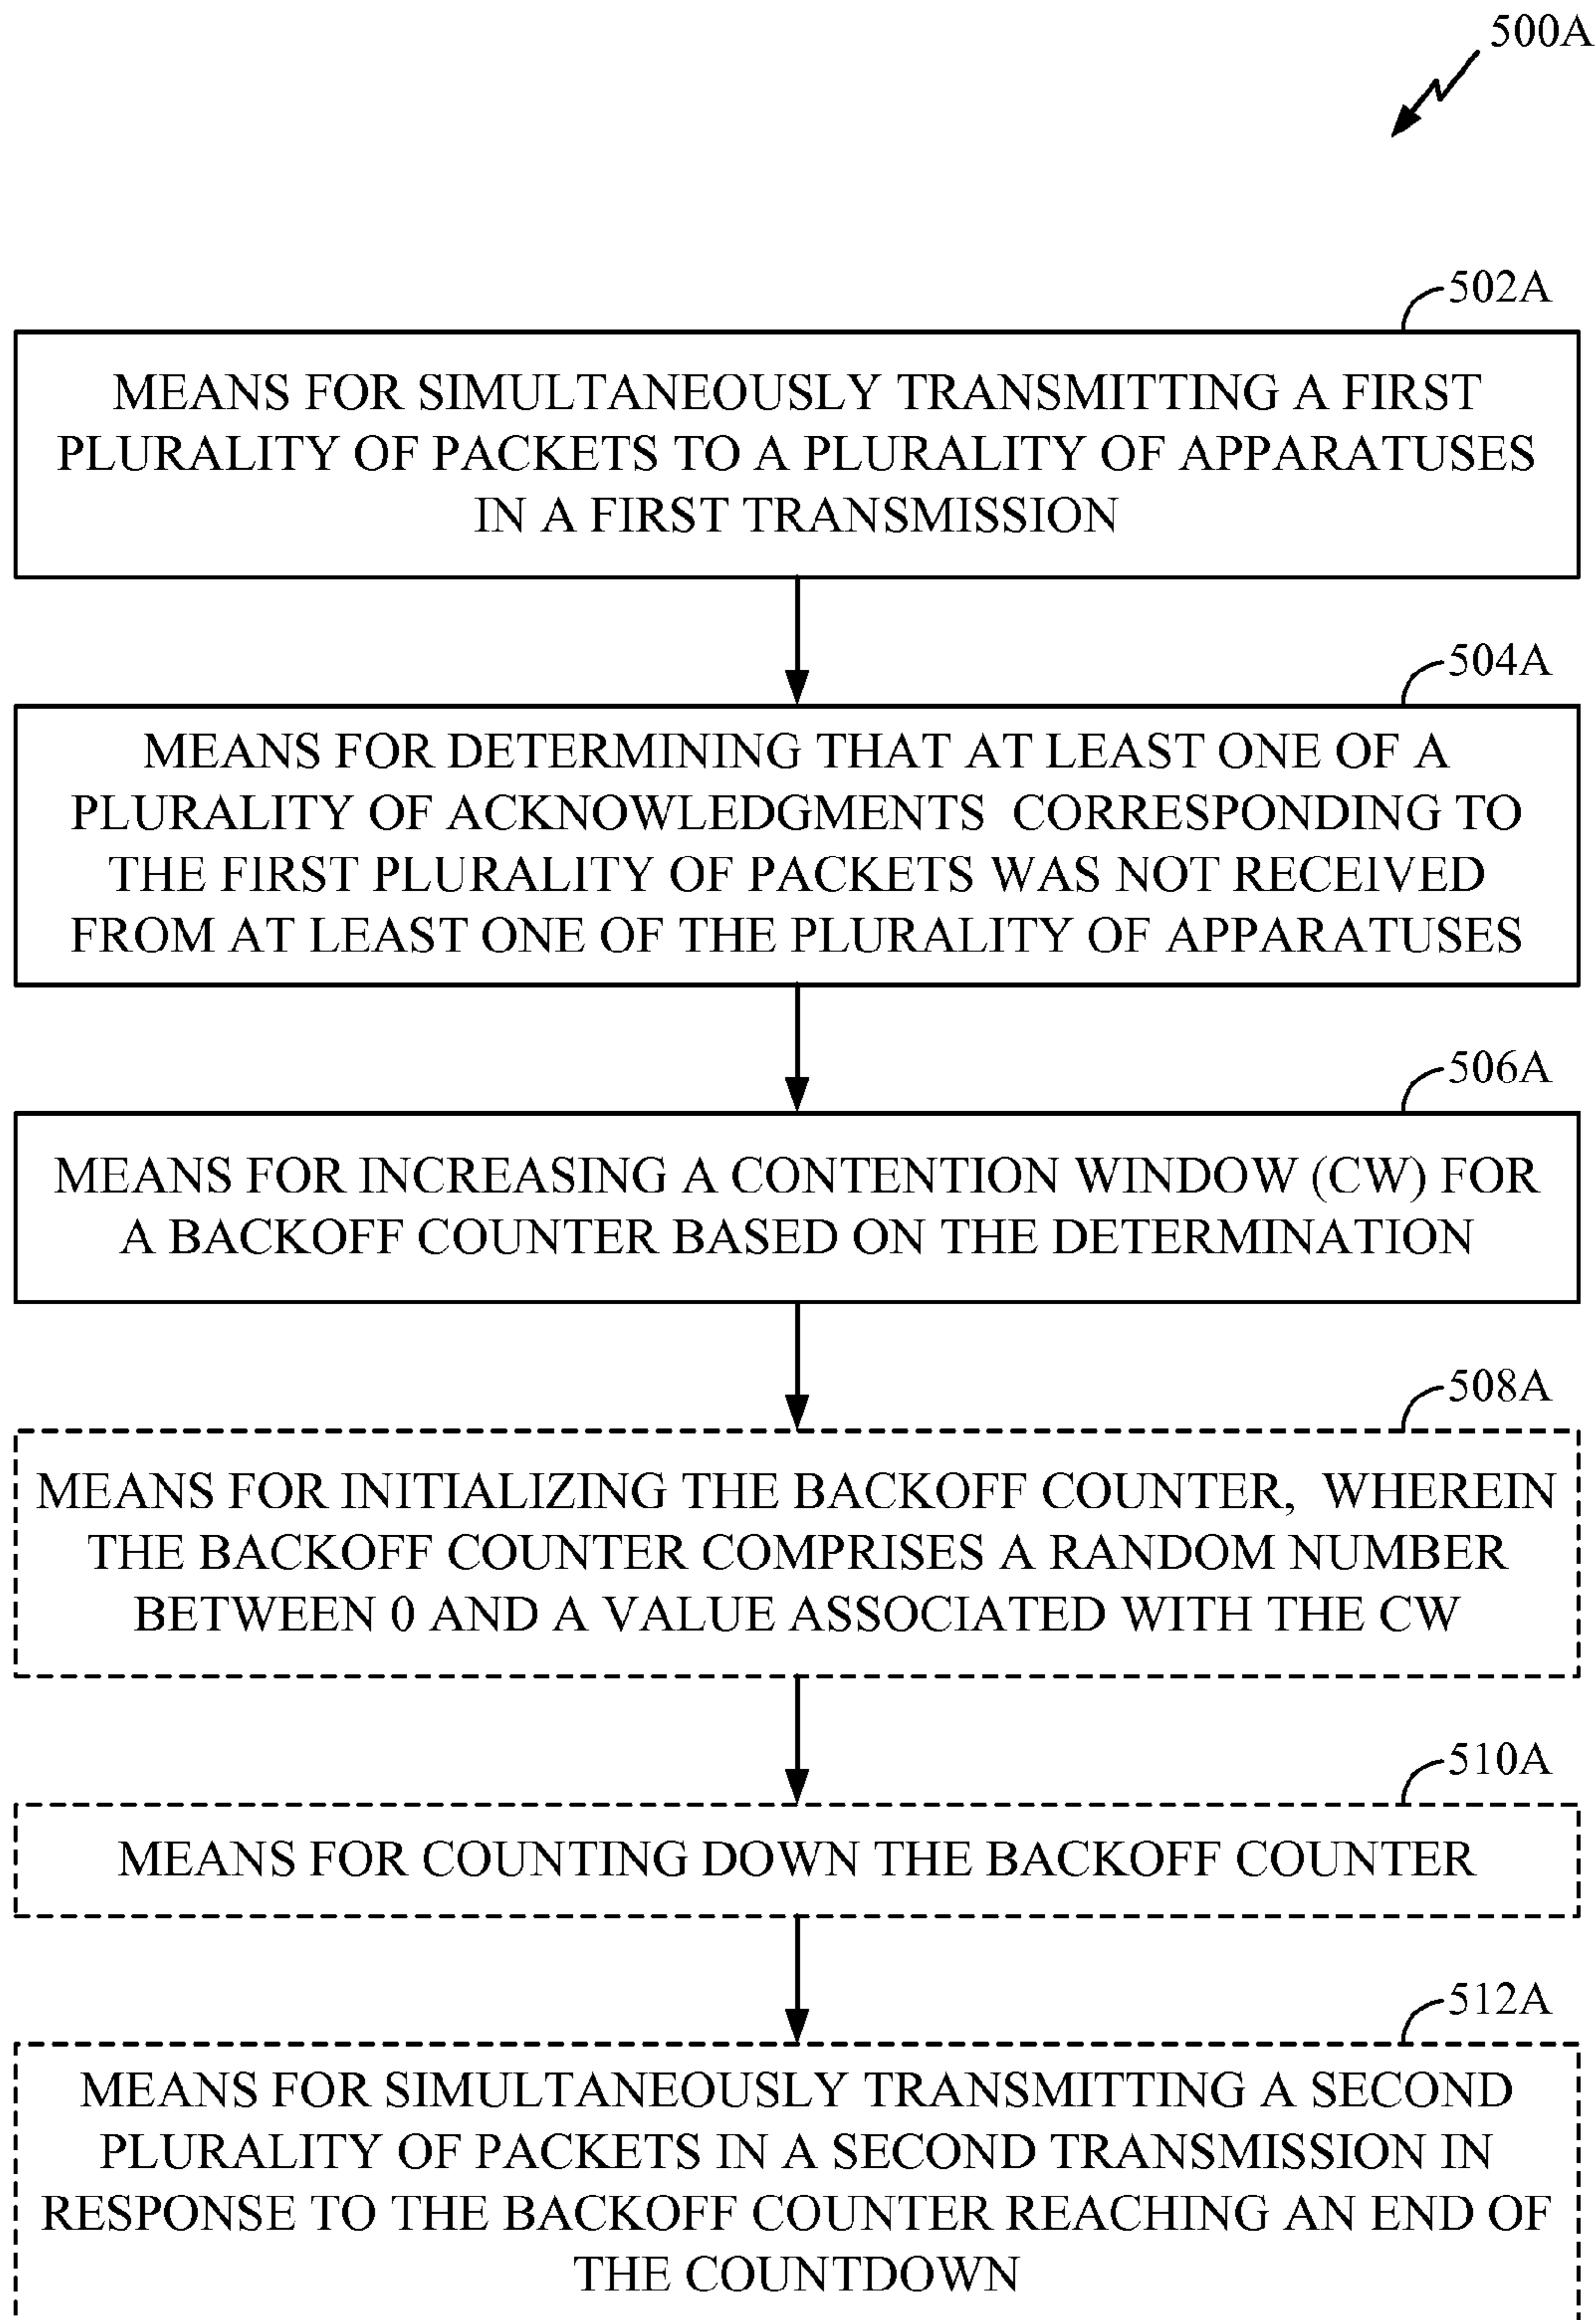 500A
502A
MEANS FOR SIMULTANEOUSLY TRANSMITTING A FIRST
PLURALITY OF PACKETS TO A PLURALITY OF APPARATUSES
IN A FIRST TRANSMISSION
504A
MEANS FOR DETERMINING THAT AT LEAST ONE OF A
PLURALITY OF ACKNOWLEDGMENTS CORRESPONDING TO
THE FIRST PLURALITY OF PACKETS WAS NOT RECEIVED
FROM AT LEAST ONE OF THE PLURALITY OF APPARATUSES
506A
MEANS FOR INCREASING A CONTENTION WINDOW (CW) FOR
A BACKOFF COUNTER BASED ON THE DETERMINATION
508A
MEANS FOR INITIALIZING THE BACKOFF COUNTER, WHEREIN
THE BACKOFF COUNTER COMPRISES A RANDOM NUMBER
BETWEEN 0 AND A VALUE ASSOCIATED WITH THE CW
510A
MEANS FOR COUNTING DOWN THE BACKOFF COUNTER
512A
MEANS FOR SIMULTANEOUSLY TRANSMITTING A SECOND
PLURALITY OF PACKETS IN A SECOND TRANSMISSION IN
RESPONSE TO THE BACKOFF COUNTER REACHING AN END OF
THE COUNTDOWN